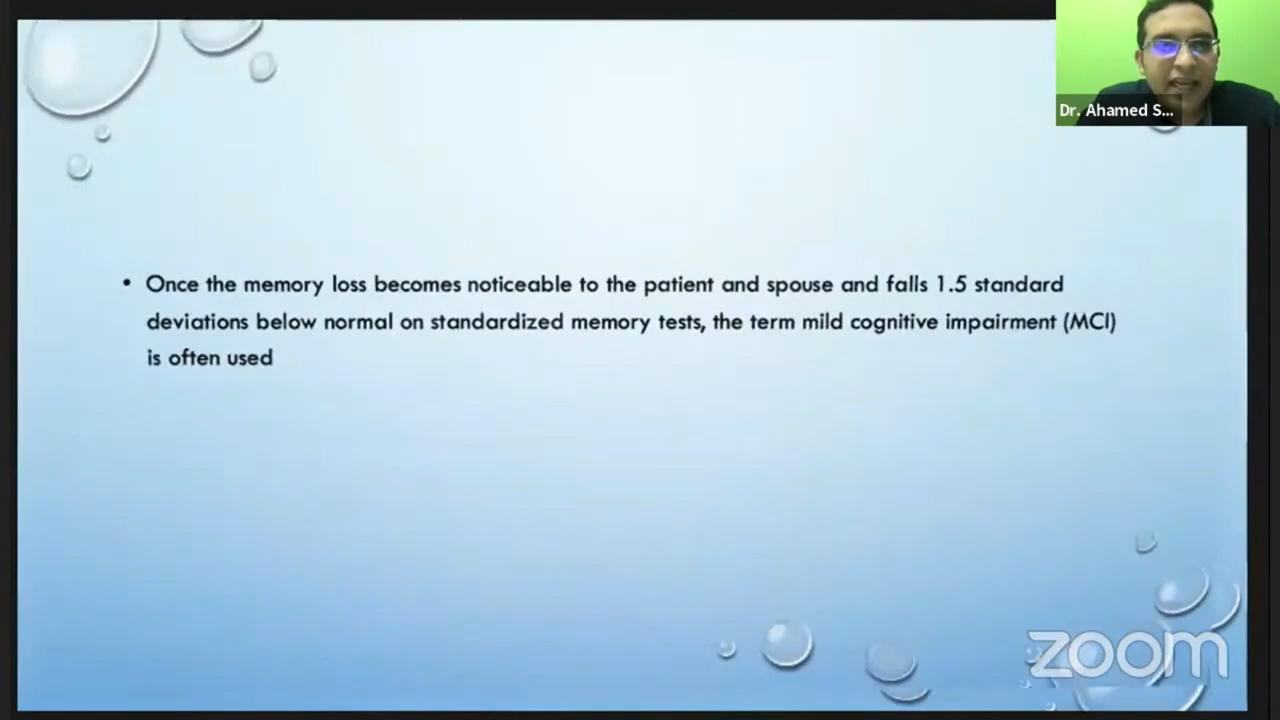 Dr. Ahamed S...
• Once the memory loss becomes noticeable to the patient and spouse and falls 1.5 standard
deviations below normal on standardized memory tests, the term mild cognitive impairment (MCI)
is often used
zoom